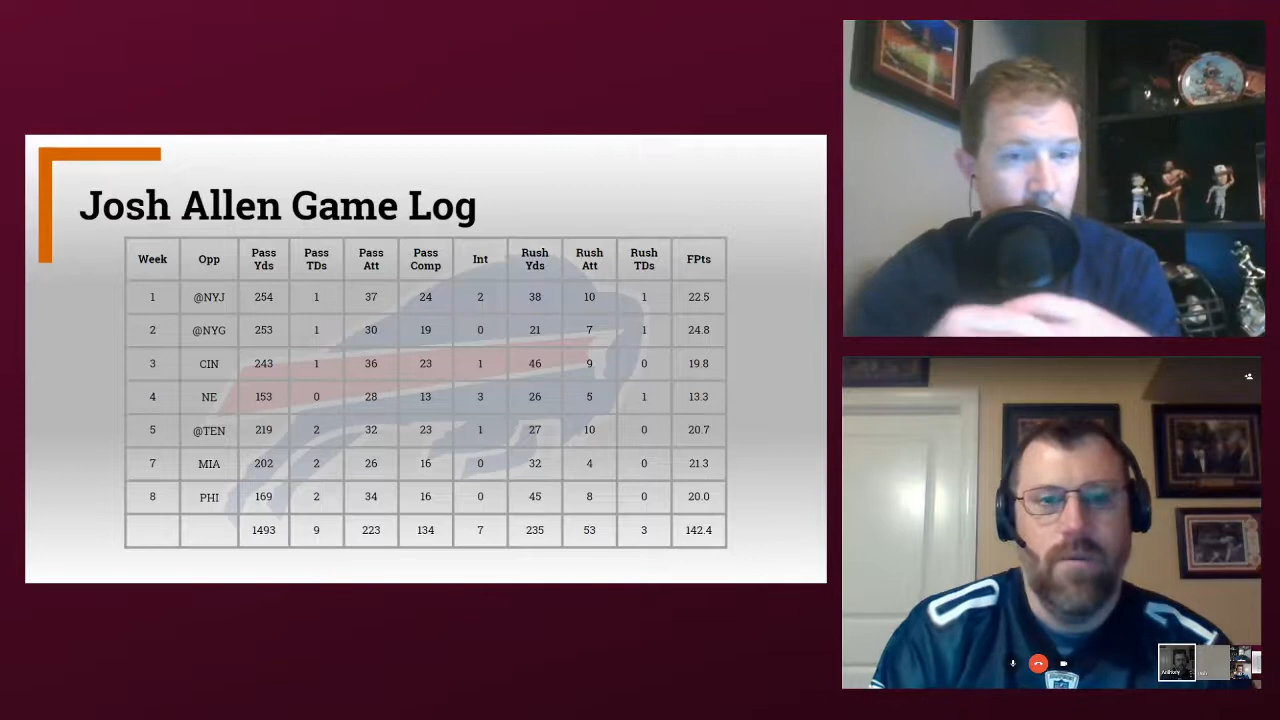 Josh Allen Game Log
Week Opp Pass Yds Pass TDs Pass Att Pass Comp Int Rush Yds Rush Att Rush TDs FPts
1 @NYJ 254 1 37 24 2 38 10 1 22.5
2 @NYG 253 1 30 19 0 21 7 1 24.8
3 CIN 243 1 36 23 1 46 9 0 19.8
4 NE 153 0 28 13 3 26 5 1 13.3
5 @TEN 219 2 32 23 1 27 10 0 20.7
7 MIA 202 2 26 16 0 32 4 0 21.3
8 PHI 169 2 34 16 0 45 8 0 20.0
1493 9 223 134 7 235 53 3 142.4
0 1
NFL
Anthony